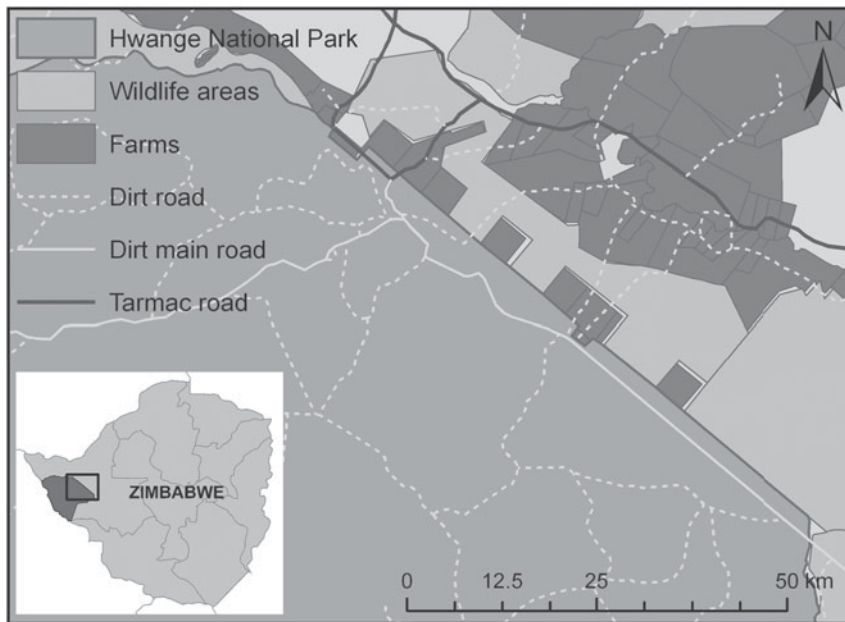 Hwange National Park
N
Wildlife areas
Farms
Dirt road
Dirt main road
Tarmac road
ZIMBABWE
0 12.5 25 50 km